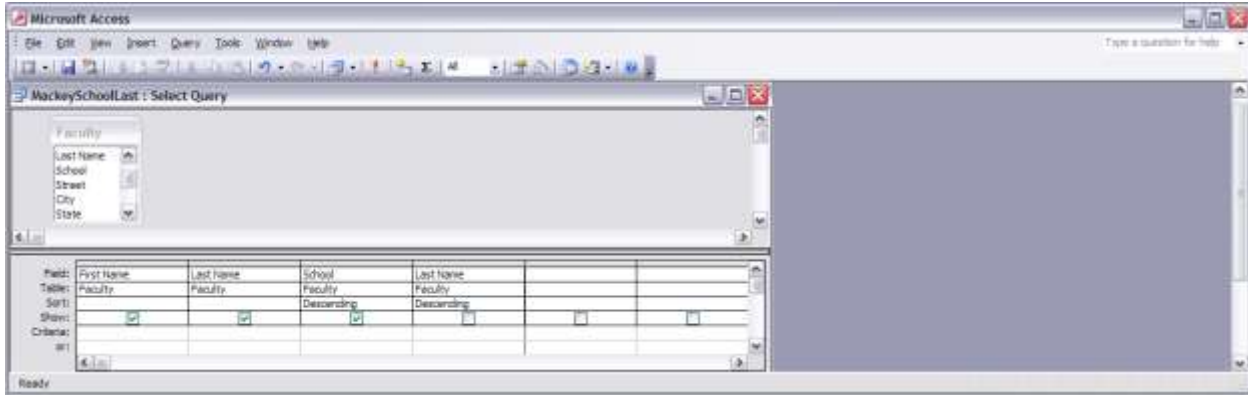 Microsoft Access
File Edit View Insert Query Tools Window Help Type a question for help
Σ All
MackeySchoolLast : Select Query
Faculty
Last Name
School
Street
City
State
Field: First Name Last Name School Last Name
Table: Faculty Faculty Faculty Faculty
Sort: Descending Descending
Show:
Criteria:
or:
Ready